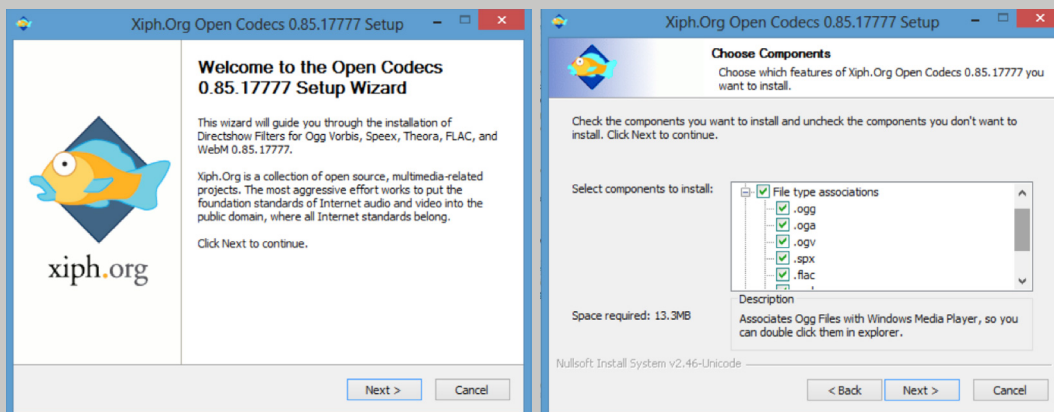 Xiph.Org Open Codecs 0.85.17777 Setup
Welcome to the Open Codecs
0.85.17777 Setup Wizard
This wizard will guide you through the installation of
Directshow Filters for Ogg Vorbis, Speex, Theora, FLAC, and
WebM 0.85.17777.
Xiph.Org is a collection of open source, multimedia-related
projects. The most aggressive effort works to put the
foundation standards of Internet audio and video into the
public domain, where all Internet standards belong.
Click Next to continue.
xiph.org
Next >
Cancel
Xiph.Org Open Codecs 0.85.17777 Setup
Choose Components
Choose which features of Xiph.Org Open Codecs 0.85.17777 you
want to install.
Check the components you want to install and uncheck the components you don't want to
install. Click Next to continue.
Select components to install:
File type associations
.ogg
.oga
.ogv
.spx
.flac
Space required: 13.3MB
Description
Associates Ogg Files with Windows Media Player, so you
can double click them in explorer.
Nullsoft Install System v2.46-Unicode
< Back
Next >
Cancel